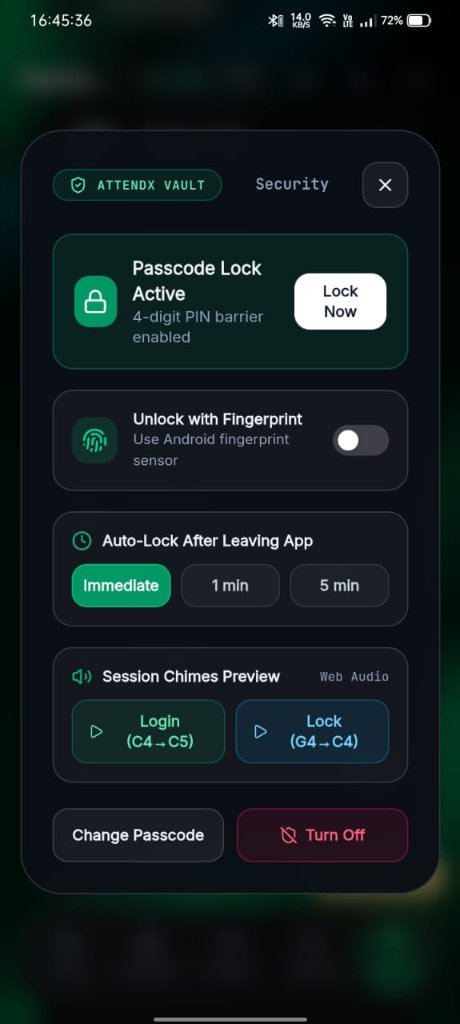 16:45:36
14.0
KB/S
Vo
LTE
72%
ATTENDX VAULT
Security
Passcode Lock
Active
4-digit PIN barrier
enabled
Lock
Now
Unlock with Fingerprint
Use Android fingerprint
sensor
Auto-Lock After Leaving App
Immediate
1 min
5 min
Session Chimes Preview
Web Audio
Login
(C4→C5)
Lock
(G4→C4)
Change Passcode
Turn Off